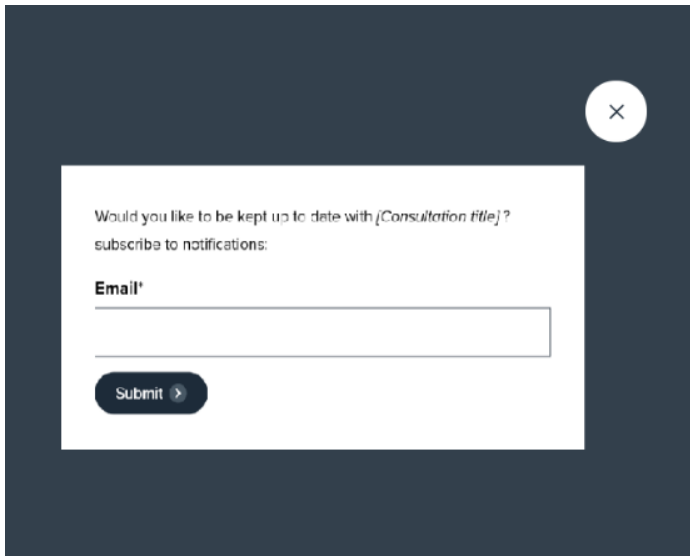 Would you like to be kept up to date with [Consultation title] ?
subscribe to notifications:
Email*
Submit